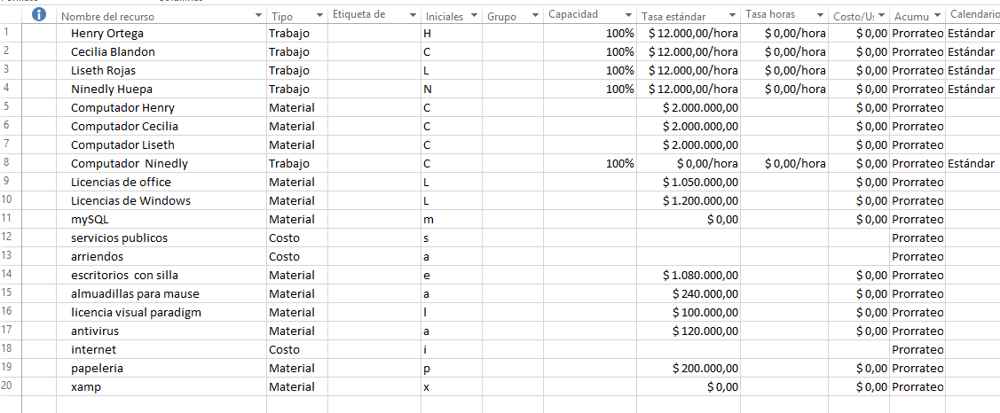 Nombre del recurso Tipo Etiqueta de Iniciales Grupo Capacidad Tasa estándar Tasa horas Costo/U: Acumu Calendario
1 Henry Ortega Trabajo H 100% $ 12.000,00/hora $ 0,00/hora $ 0,00 Prorrateo Estándar
2 Cecilia Blandon Trabajo C 100% $ 12.000,00/hora $ 0,00/hora $ 0,00 Prorrateo Estándar
3 Liseth Rojas Trabajo L 100% $ 12.000,00/hora $ 0,00/hora $ 0,00 Prorrateo Estándar
4 Ninedly Huepa Trabajo N 100% $ 12.000,00/hora $ 0,00/hora $ 0,00 Prorrateo Estándar
5 Computador Henry Material C $ 2.000.000,00 $ 0,00 Prorrateo
6 Computador Cecilia Material C $ 2.000.000,00 $ 0,00 Prorrateo
7 Computador Liseth Material C $ 2.000.000,00 $ 0,00 Prorrateo
8 Computador Ninedly Trabajo C 100% $ 0,00/hora $ 0,00/hora $ 0,00 Prorrateo Estándar
9 Licencias de office Material L $ 1.050.000,00 $ 0,00 Prorrateo
10 Licencias de Windows Material L $ 1.200.000,00 $ 0,00 Prorrateo
11 mySQL Material m $ 0,00 $ 0,00 Prorrateo
12 servicios publicos Costo s Prorrateo
13 arriendos Costo a Prorrateo
14 escritorios con silla Material e $ 1.080.000,00 $ 0,00 Prorrateo
15 almuadillas para mause Material a $ 240.000,00 $ 0,00 Prorrateo
16 licencia visual paradigm Material l $ 100.000,00 $ 0,00 Prorrateo
17 antivirus Material a $ 120.000,00 $ 0,00 Prorrateo
18 internet Costo i Prorrateo
19 papeleria Material p $ 200.000,00 $ 0,00 Prorrateo
20 xamp Material x $ 0,00 $ 0,00 Prorrateo